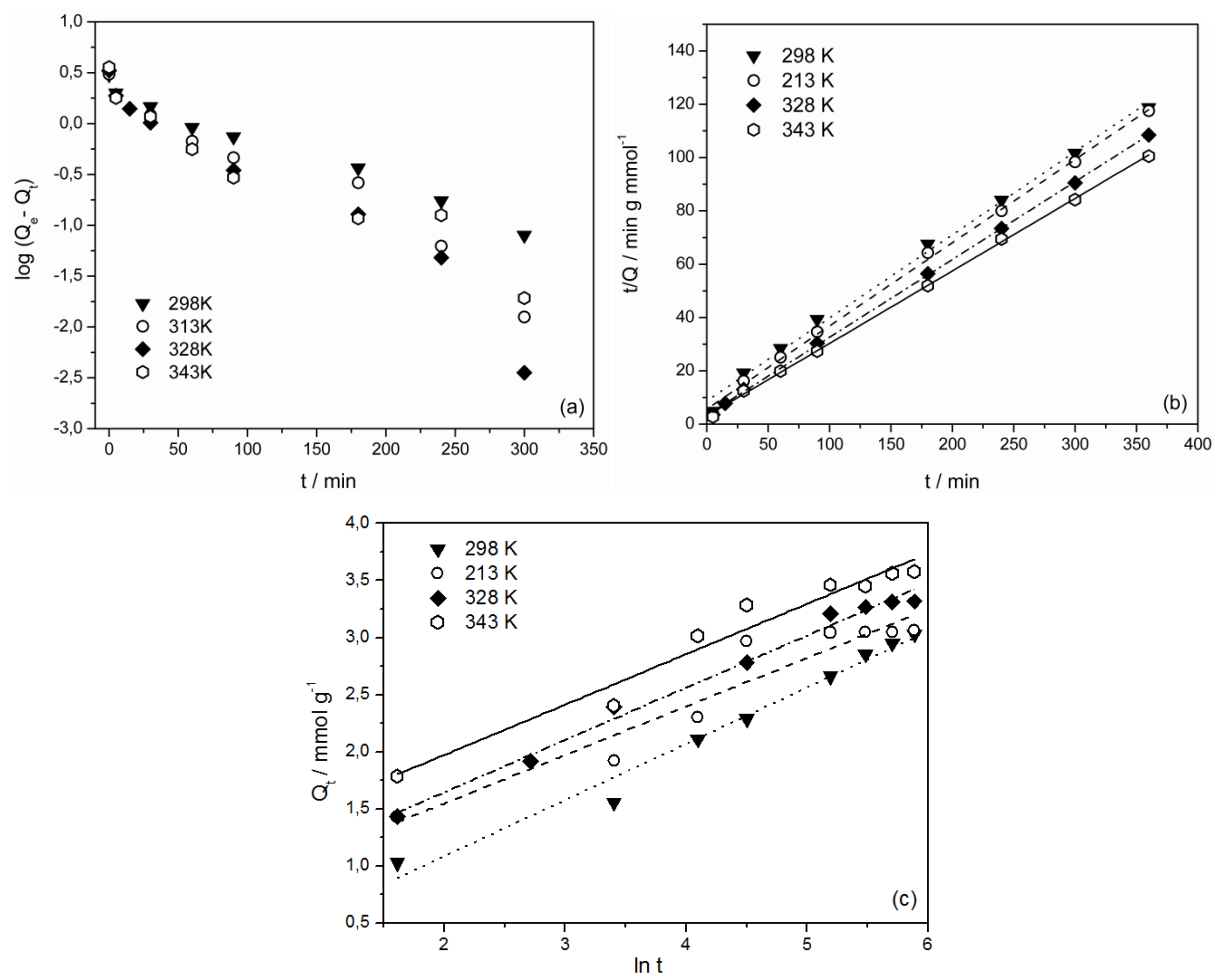 1,0
0,5
0,0
-0,5
-1,0
-1,5
-2,0
-2,5
-3,0
log (Qₑ - Qₜ)
298K
313K
328K
343K
(a)
0 50 100 150 200 250 300 350
t / min
140
120
100
80
60
40
20
0
t/Q / min g mmol⁻¹
298 K
213 K
328 K
343 K
(b)
0 50 100 150 200 250 300 350 400
t / min
4,0
3,5
3,0
2,5
2,0
1,5
1,0
0,5
Qₜ / mmol g⁻¹
298 K
213 K
328 K
343 K
(c)
2 3 4 5 6
ln t